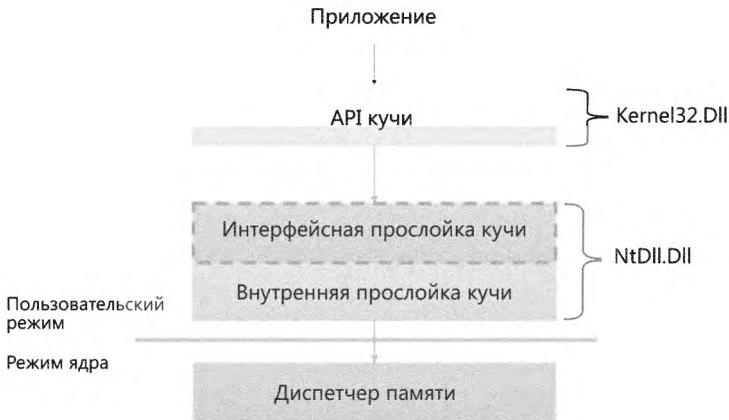 Приложение
API кучи
Kernel32.Dll
Интерфейсная прослойка кучи
NtDll.Dll
Внутренняя прослойка кучи
Пользовательский
режим
Режим ядра
Диспетчер памяти